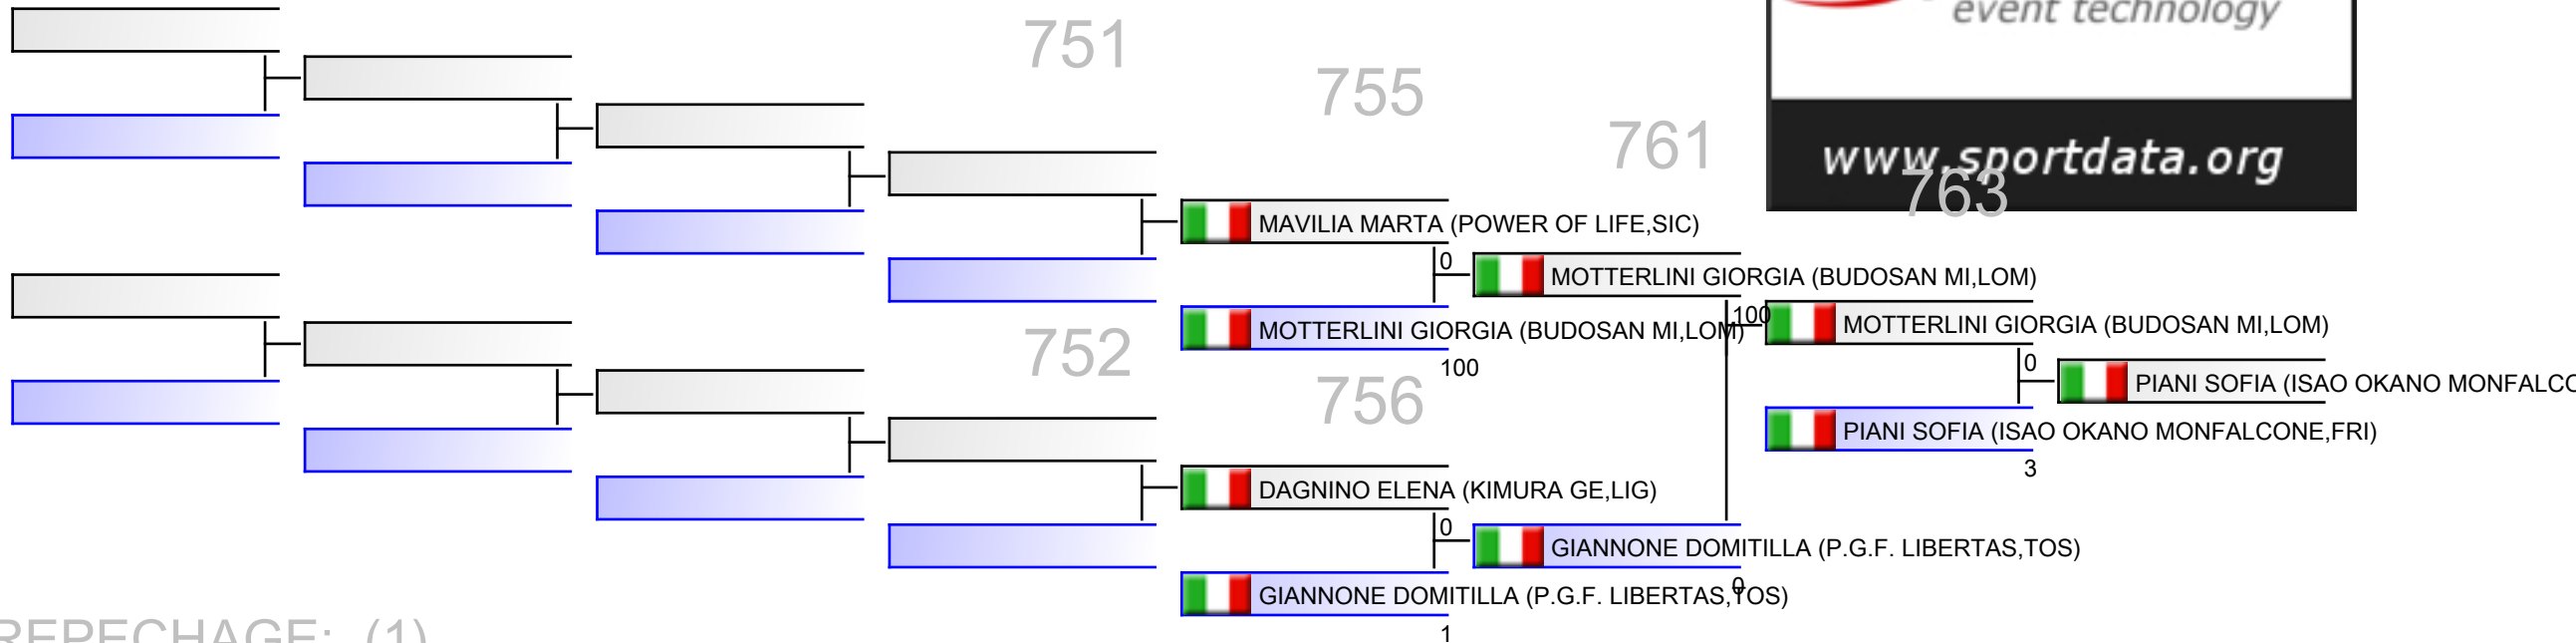 event technology
www.sportdata.org
751
755
761
763
MAVILIA MARTA (POWER OF LIFE,SIC)
0
MOTTERLINI GIORGIA (BUDOSAN MI,LOM)
100
MOTTERLINI GIORGIA (BUDOSAN MI,LOM)
MOTTERLINI GIORGIA (BUDOSAN MI,LOM)
100
0
752
756
PIANI SOFIA (ISAO OKANO MONFALCO
PIANI SOFIA (ISAO OKANO MONFALCONE,FRI)
3
DAGNINO ELENA (KIMURA GE,LIG)
0
GIANNONE DOMITILLA (P.G.F. LIBERTAS,TOS)
0
GIANNONE DOMITILLA (P.G.F. LIBERTAS,TOS)
1
REPECHAGE: (1)